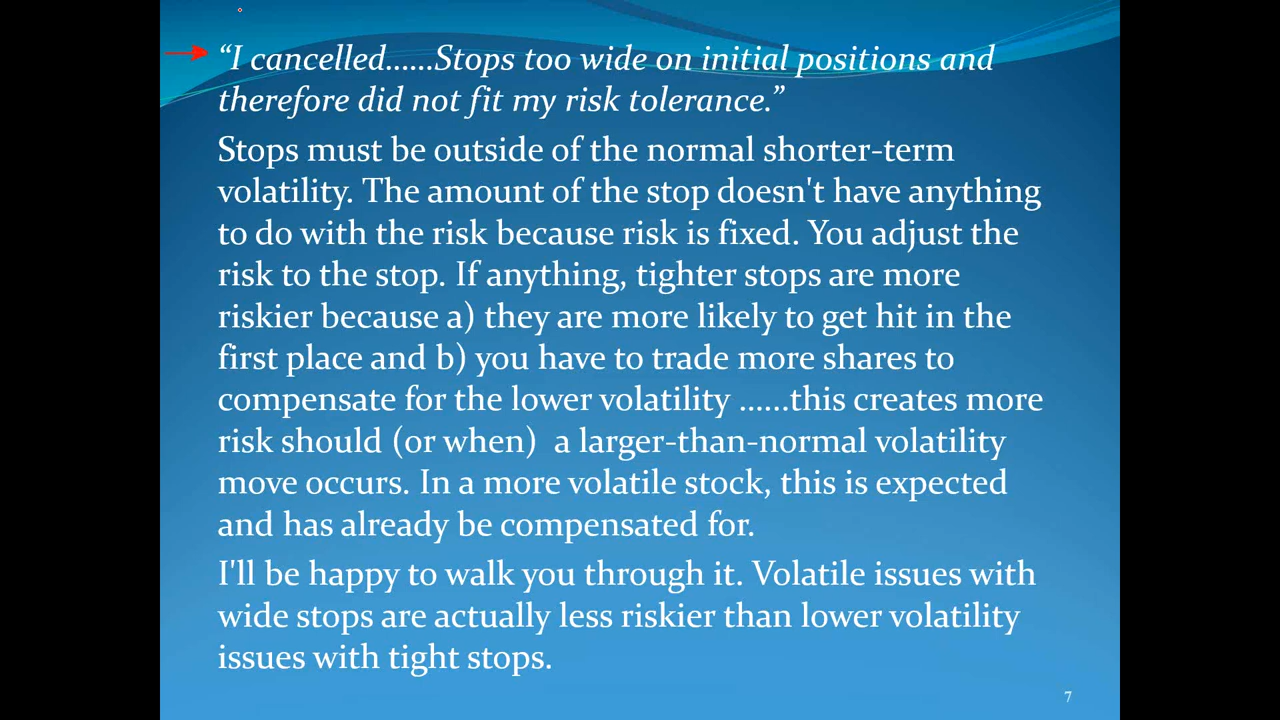 “I cancelled......Stops too wide on initial positions and
therefore did not fit my risk tolerance.”
Stops must be outside of the normal shorter-term
volatility. The amount of the stop doesn't have anything
to do with the risk because risk is fixed. You adjust the
risk to the stop. If anything, tighter stops are more
riskier because a) they are more likely to get hit in the
first place and b) you have to trade more shares to
compensate for the lower volatility ......this creates more
risk should (or when)  a larger-than-normal volatility
move occurs. In a more volatile stock, this is expected
and has already be compensated for.
I'll be happy to walk you through it. Volatile issues with
wide stops are actually less riskier than lower volatility
issues with tight stops.
7